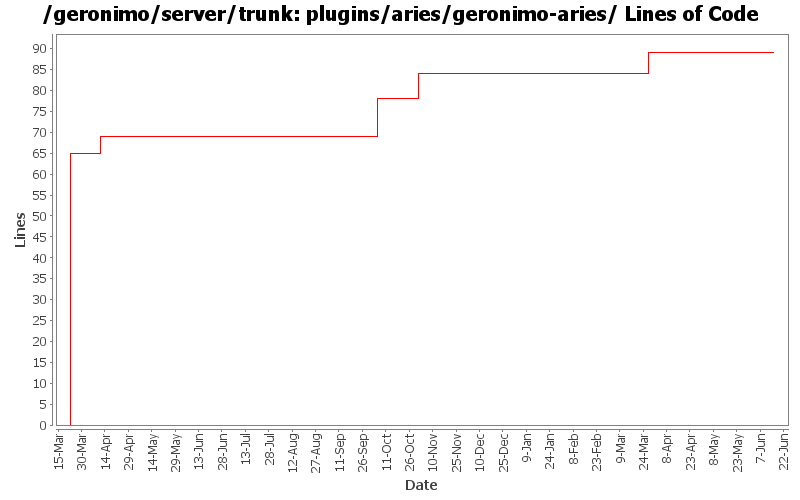 /geronimo/server/trunk: plugins/aries/geronimo-aries/ Lines of Code
90
85
80
75
70
65
60
55
50
45
40
35
30
25
20
15
10
5
0
Lines
15-Mar
30-Mar
14-Apr
29-Apr
14-May
29-May
13-Jun
28-Jun
13-Jul
28-Jul
12-Aug
27-Aug
11-Sep
26-Sep
11-Oct
26-Oct
10-Nov
25-Nov
10-Dec
25-Dec
9-Jan
24-Jan
8-Feb
23-Feb
9-Mar
24-Mar
8-Apr
23-Apr
8-May
23-May
7-Jun
22-Jun
Date